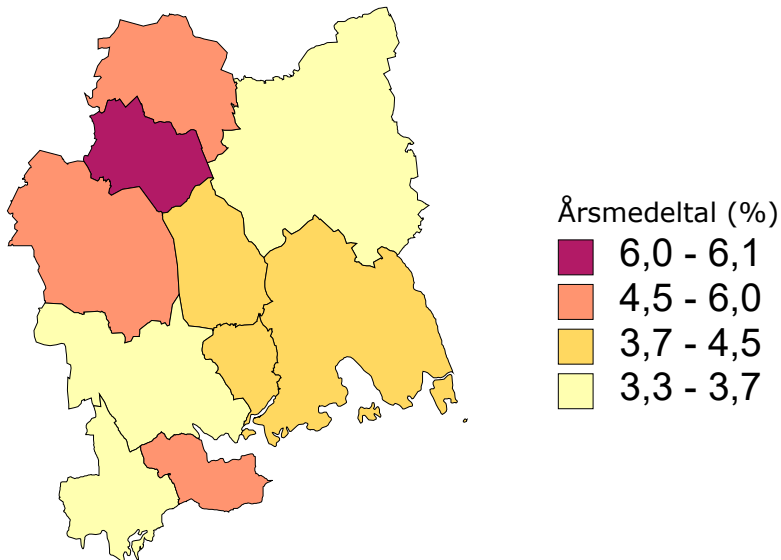 Årsmedeltal (%)
6,0 - 6,1
4,5 - 6,0
3,7 - 4,5
3,3 - 3,7